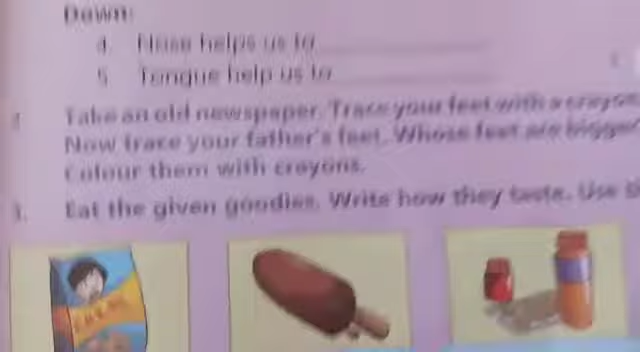 Down:
4. Nose helps us to
5. Tongue help us to
2. Take an old newspaper. Trace your feet with a crayon
Now trace your father's feet. Whose feet are bigger
Colour them with crayons.
3. Eat the given goodies. Write how they taste. Use